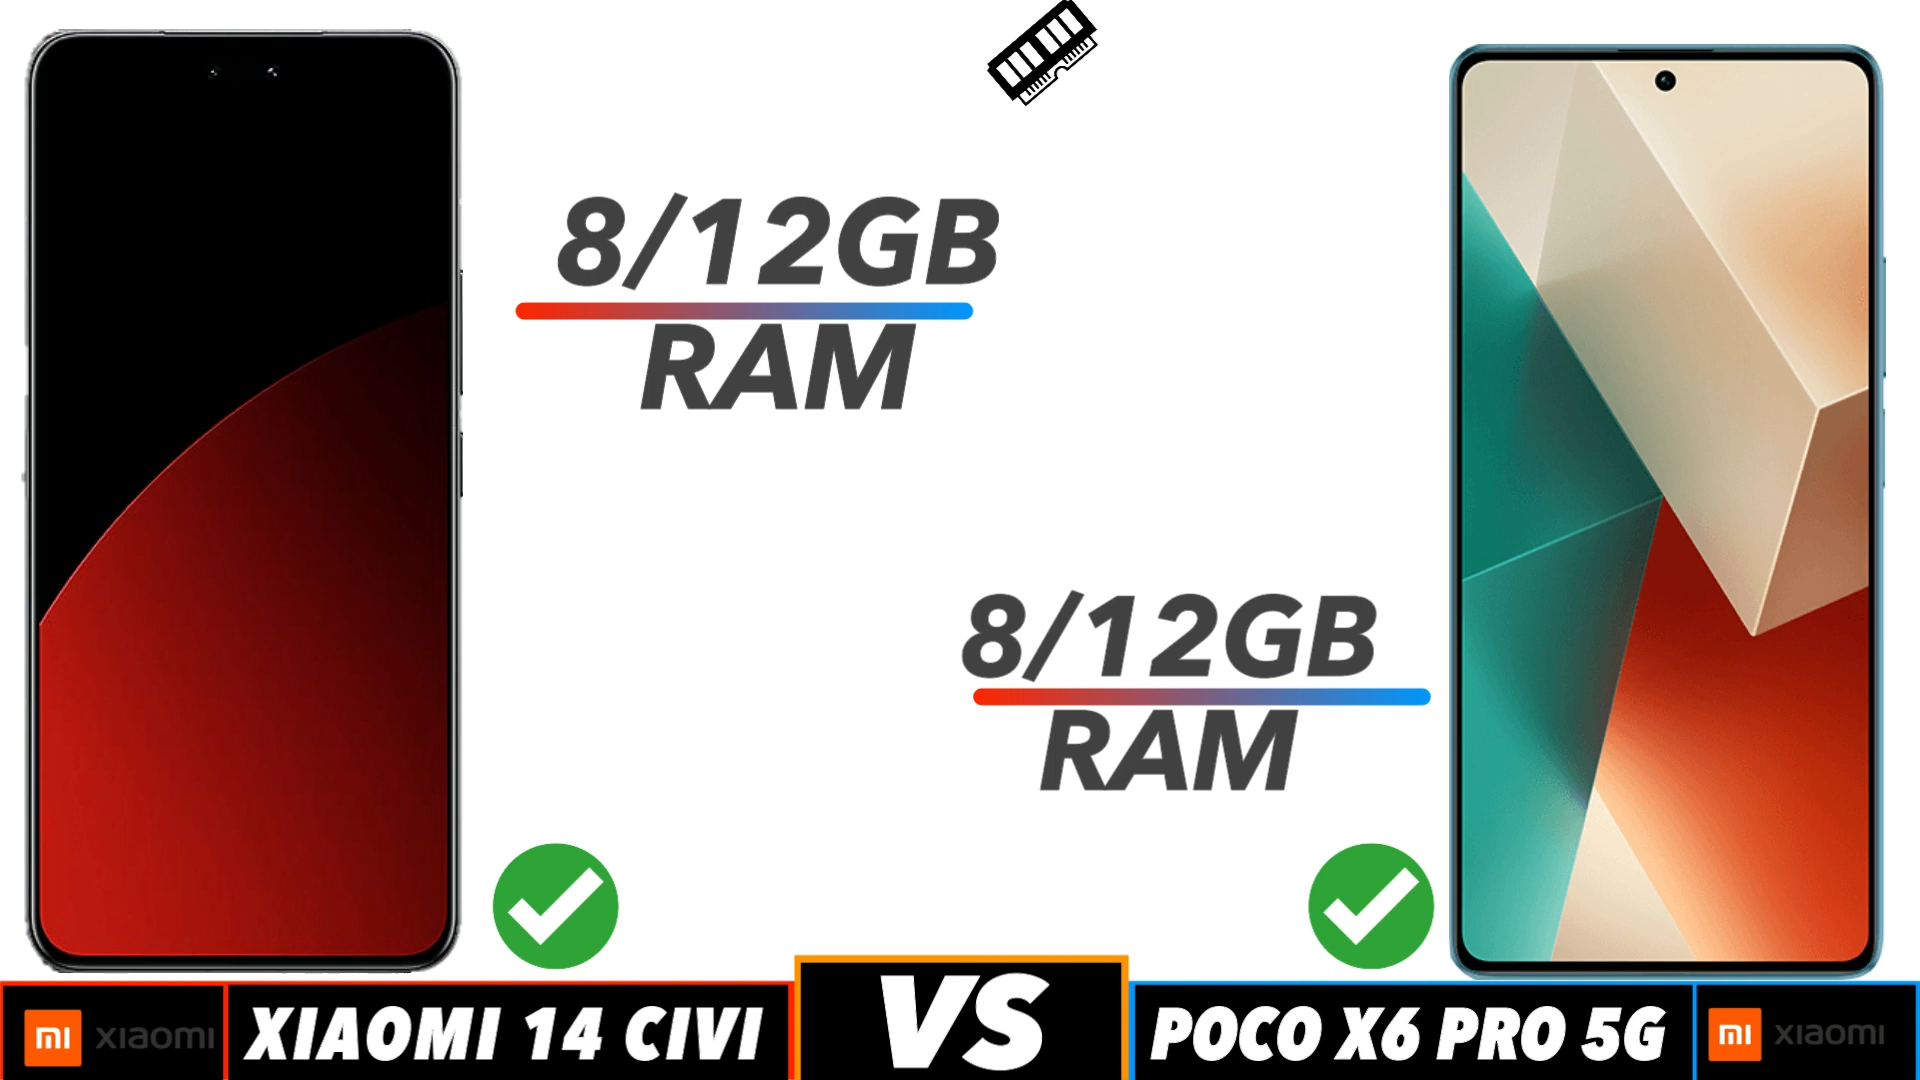 8/12GB
RAM
8/12GB
RAM
mi xiaomi
XIAOMI 14 CIVI
VS
POCO X6 PRO 5G
mi xiaomi